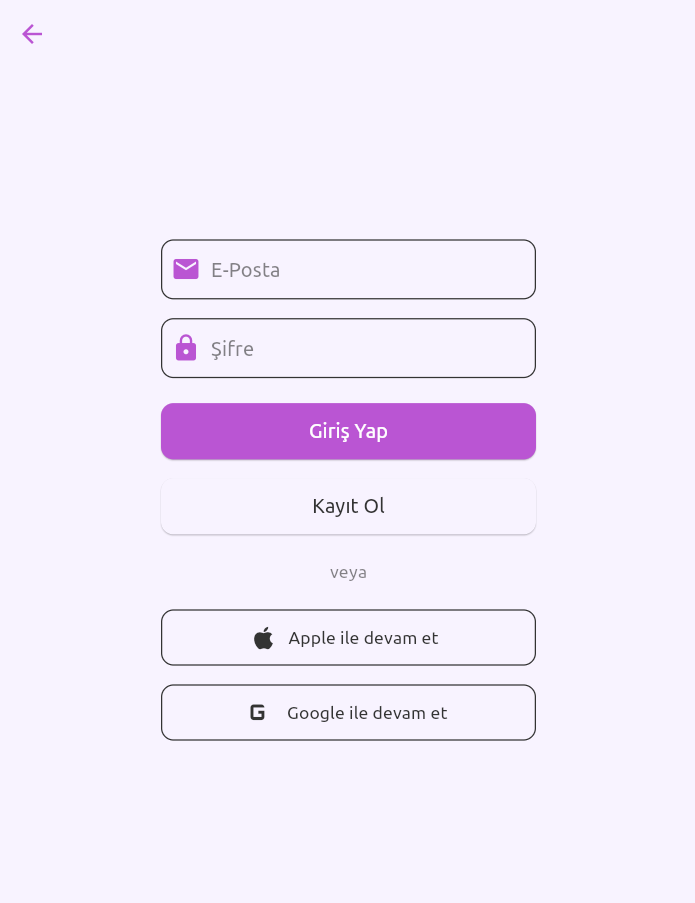 E-Posta
Şifre
Giriş Yap
Kayıt Ol
veya
Apple ile devam et
Google ile devam et